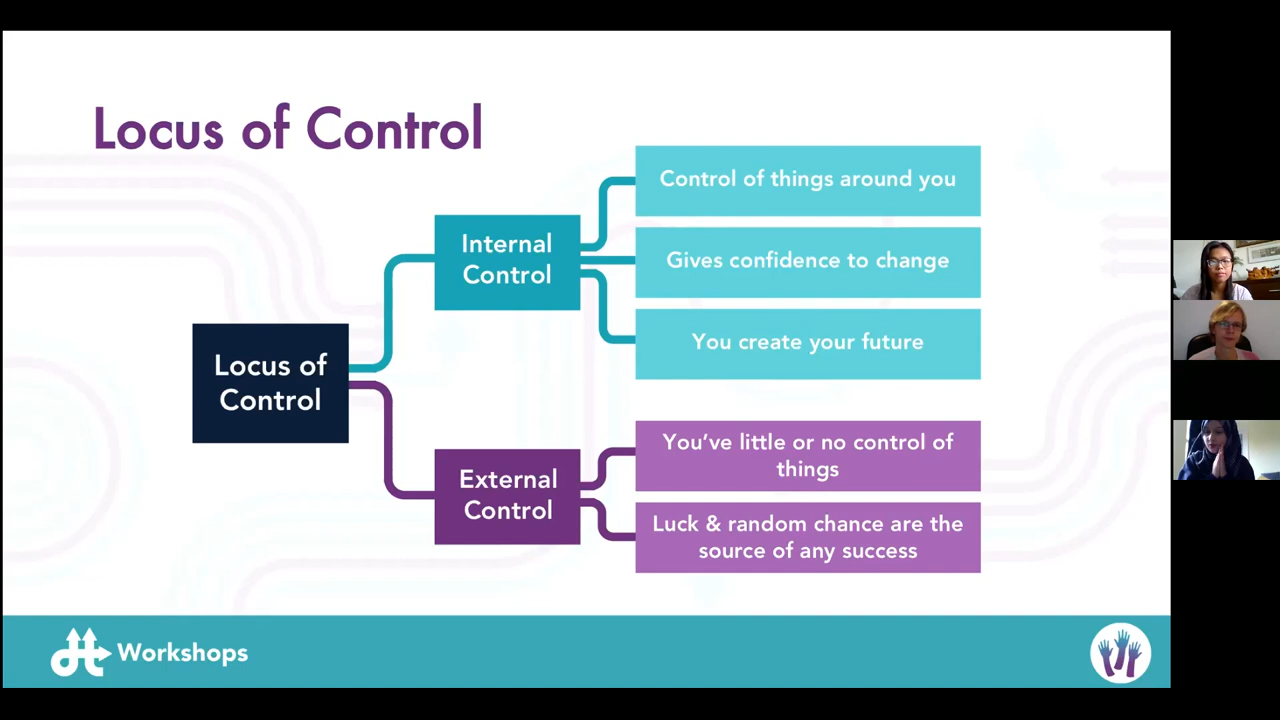 Locus of Control
Control of things around you
Internal
Control
Gives confidence to change
You create your future
Locus of
Control
You've little or no control of
things
External
Control
Luck & random chance are the
source of any success
Workshops